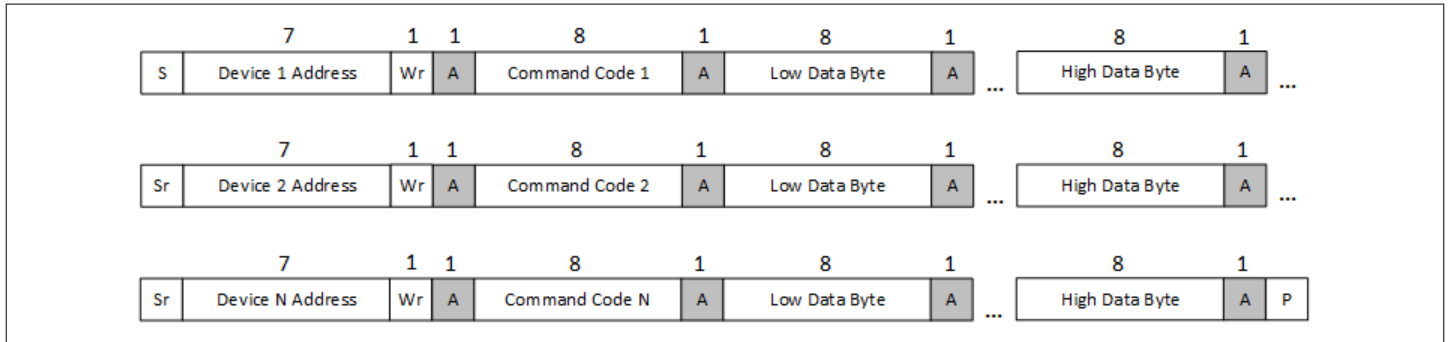 7 1 1 8 1 8 1 8 1
S Device 1 Address Wr A Command Code 1 A Low Data Byte A ... High Data Byte A ...
7 1 1 8 1 8 1 8 1
Sr Device 2 Address Wr A Command Code 2 A Low Data Byte A ... High Data Byte A ...
7 1 1 8 1 8 1 8 1
Sr Device N Address Wr A Command Code N A Low Data Byte A ... High Data Byte A P